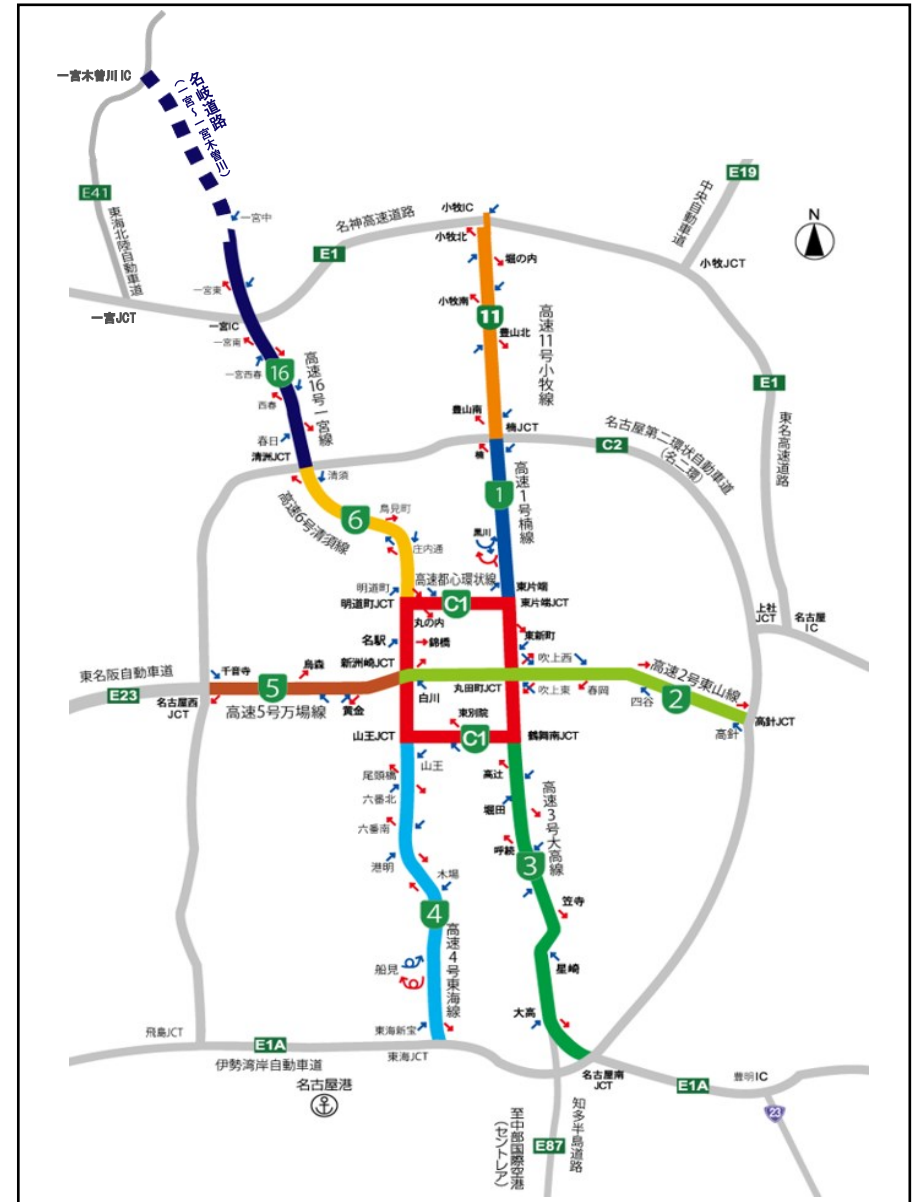 一宮木曽川IC
名岐道路
(一宮～一宮木曽川)
E41
東海北陸自動車道
一宮JCT
一宮中
名神高速道路
E1
小牧IC
小牧北
堀の内
E19
中央自動車道
N
小牧JCT
一宮東
一宮IC
一宮南
小牧南
11
豊山北
高速11号小牧線
16
高速16号一宮線
一宮西春
西春
春日
清洲JCT
豊山南
楠JCT
楠
名古屋第二環状自動車道
(名二環)
C2
E1
東名高速道路
清須
1
高速1号楠線
高速6号清須線
6
鳥見町
庄内通
黒川
明道町
高速都心環状線
東片端
明道町JCT
C1
東片端JCT
丸の内
上社
JCT
名古屋
IC
名駅
錦橋
東新町
吹上西
東名阪自動車道
E23
千音寺
烏森
新洲崎JCT
高速2号東山線
名古屋西
JCT
5
高速5号万場線
黄金
白川
丸田町JCT
吹上東
春岡
四谷
2
高針JCT
高針
東別院
山王JCT
C1
鶴舞南JCT
山王
尾頭橋
六番北
六番南
港明
木場
高辻
堀田
高速3号大高線
呼続
3
笠寺
4
高速4号東海線
船見
星崎
大高
飛島JCT
東海新宝
E1A
伊勢湾岸自動車道
東海JCT
名古屋港
名古屋南
JCT
E1A
豊明IC
23
至中部国際空港
(セントレア)
E87
知多半島道路